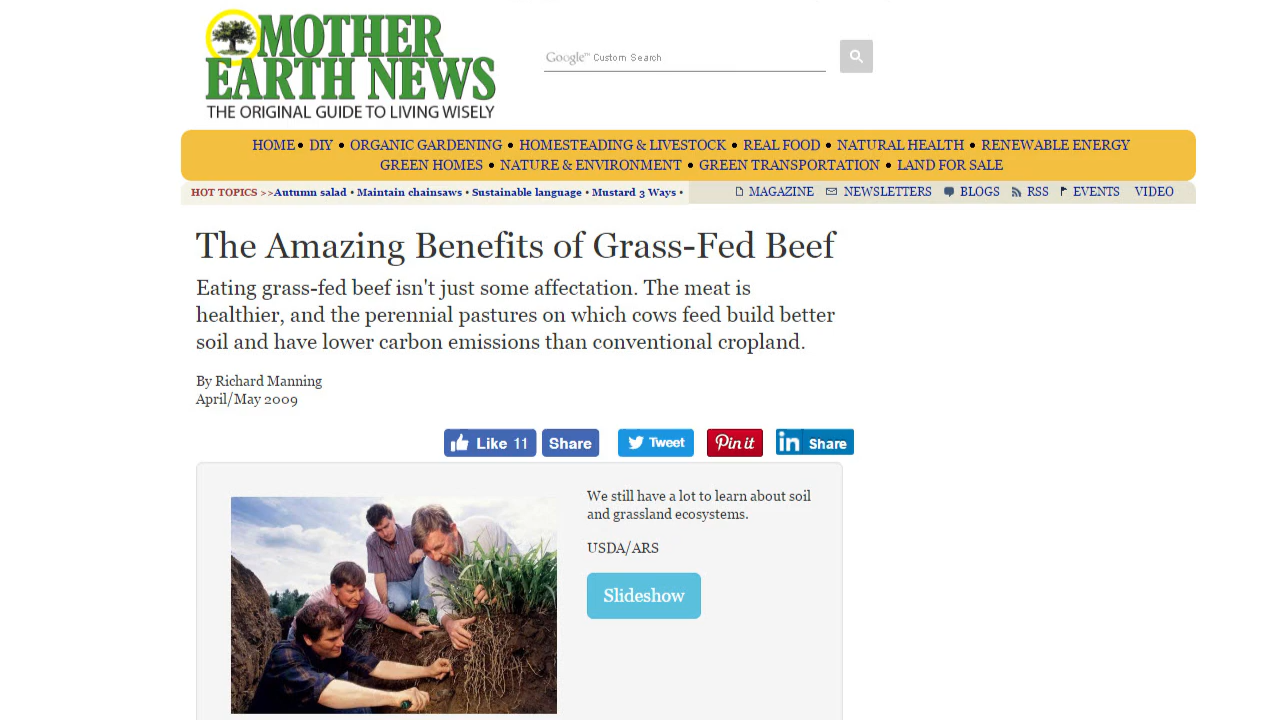 MOTHER
EARTH NEWS
THE ORIGINAL GUIDE TO LIVING WISELY
Google™ Custom Search
HOME • DIY • ORGANIC GARDENING • HOMESTEADING & LIVESTOCK • REAL FOOD • NATURAL HEALTH • RENEWABLE ENERGY
GREEN HOMES • NATURE & ENVIRONMENT • GREEN TRANSPORTATION • LAND FOR SALE
HOT TOPICS >>Autumn salad • Maintain chainsaws • Sustainable language • Mustard 3 Ways •
MAGAZINE NEWSLETTERS BLOGS RSS EVENTS VIDEO
The Amazing Benefits of Grass-Fed Beef
Eating grass-fed beef isn't just some affectation. The meat is
healthier, and the perennial pastures on which cows feed build better
soil and have lower carbon emissions than conventional cropland.
By Richard Manning
April/May 2009
Like 11 Share Tweet Pin it in Share
We still have a lot to learn about soil
and grassland ecosystems.
USDA/ARS
Slideshow